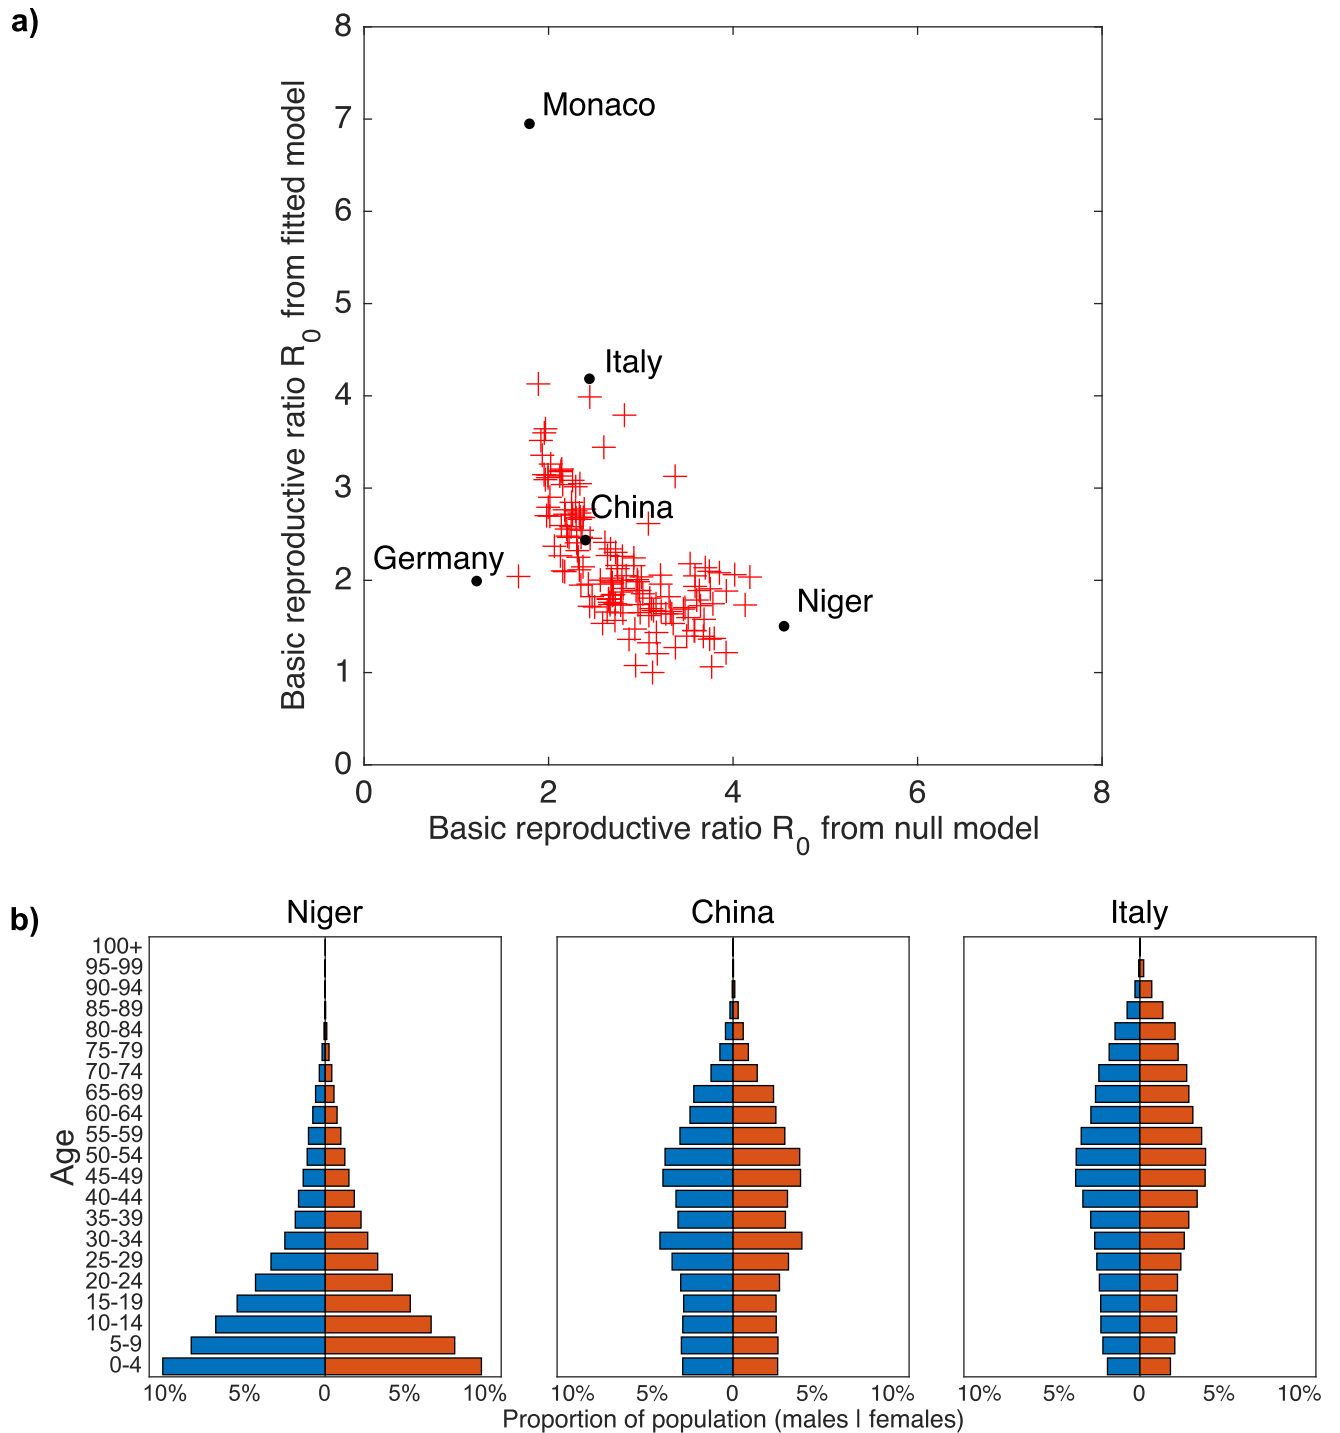 a)
Basic reproductive ratio R0 from fitted model
8
7
6
5
4
3
2
1
0
Monaco
Italy
China
Germany
Niger
0 2 4 6 8
Basic reproductive ratio R0 from null model
b)
Niger China Italy
Age
100+
95-99
90-94
85-89
80-84
75-79
70-74
65-69
60-64
55-59
50-54
45-49
40-44
35-39
30-34
25-29
20-24
15-19
10-14
5-9
0-4
10% 5% 0 5% 10% 10% 5% 0 5% 10% 10% 5% 0 5% 10%
Proportion of population (males | females)